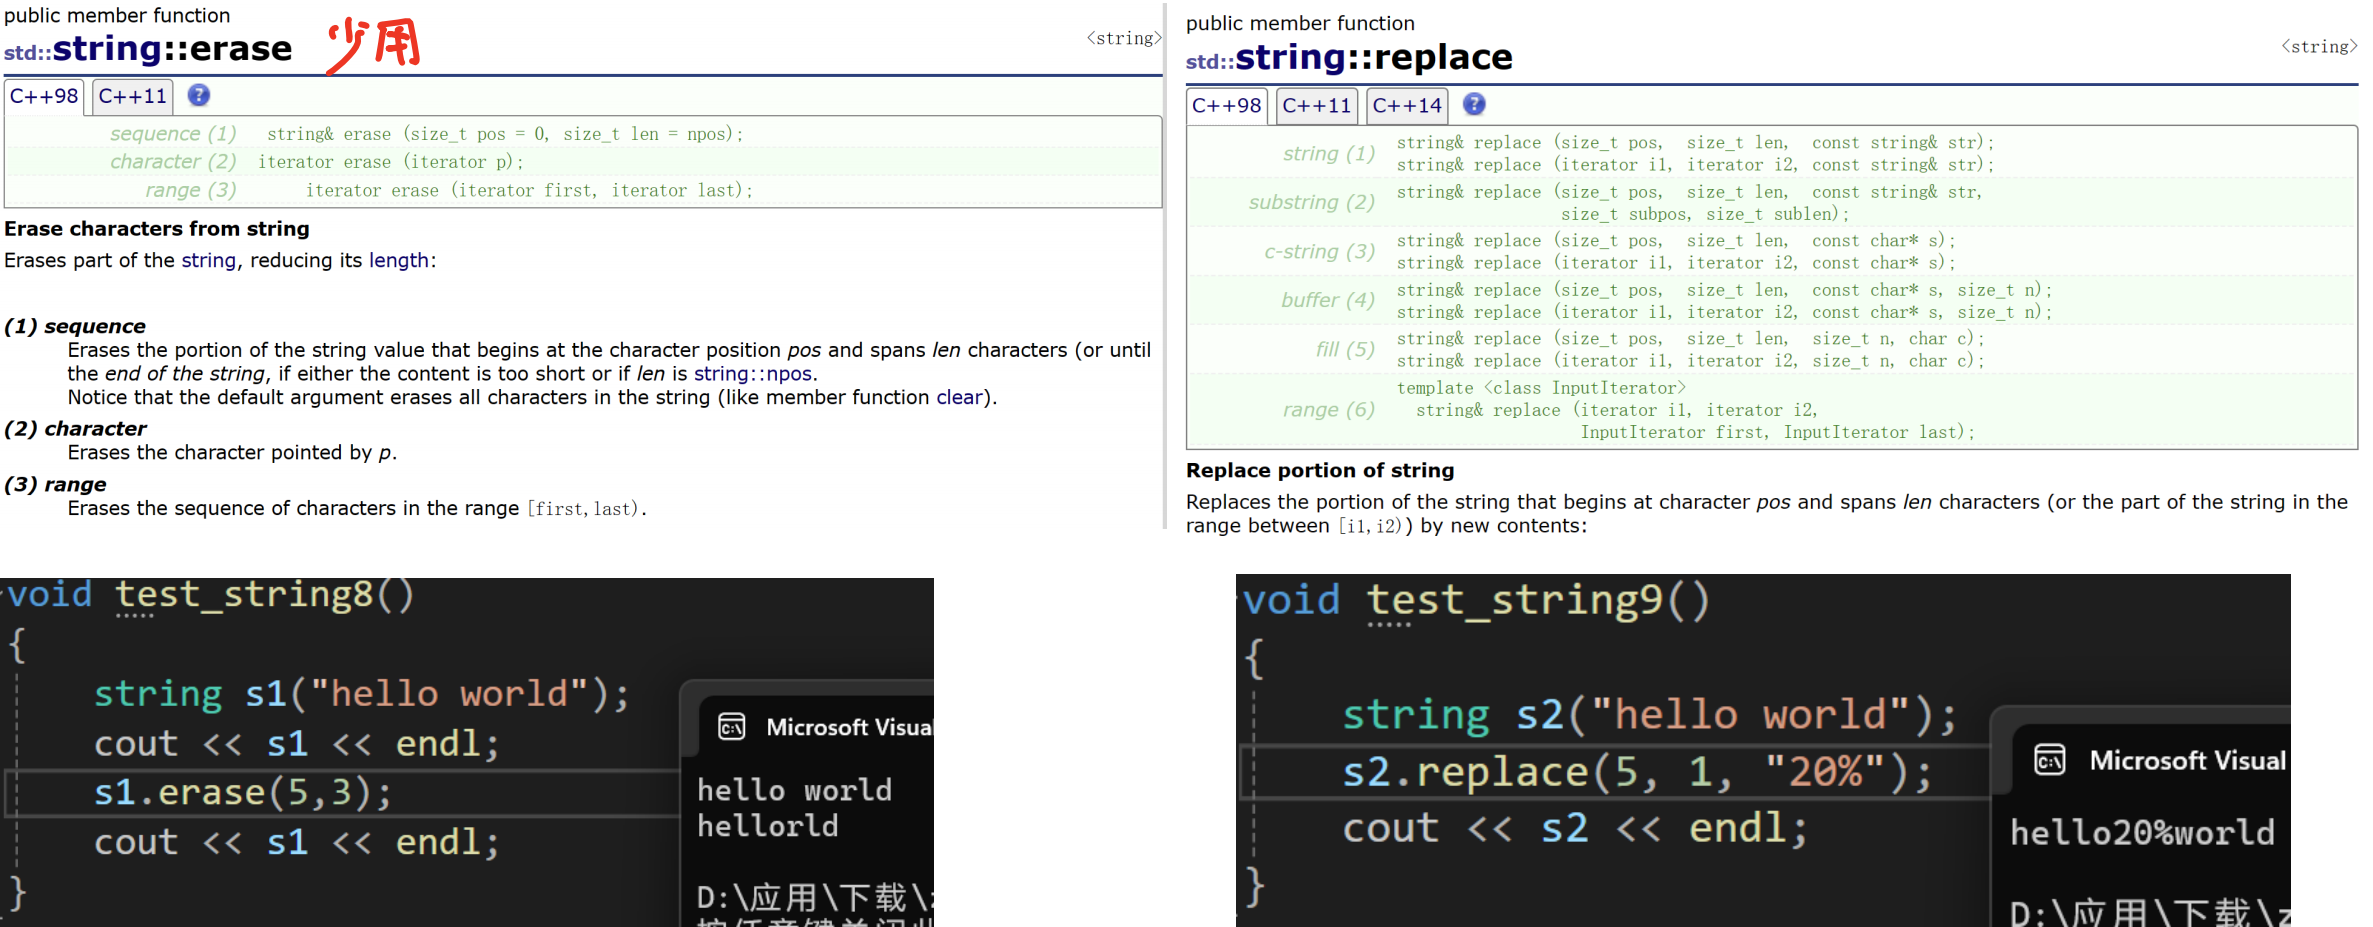 public member function
std::string::erase 少用
<string>
C++98 C++11 ?
sequence (1) string& erase (size_t pos = 0, size_t len = npos);
character (2) iterator erase (iterator p);
range (3) iterator erase (iterator first, iterator last);
Erase characters from string
Erases part of the string, reducing its length:
(1) sequence
Erases the portion of the string value that begins at the character position pos and spans len characters (or until
the end of the string, if either the content is too short or if len is string::npos.
Notice that the default argument erases all characters in the string (like member function clear).
(2) character
Erases the character pointed by p.
(3) range
Erases the sequence of characters in the range [first,last).
public member function
std::string::replace
<string>
C++98 C++11 C++14 ?
string (1) string& replace (size_t pos, size_t len, const string& str);
string& replace (iterator i1, iterator i2, const string& str);
substring (2) string& replace (size_t pos, size_t len, const string& str,
size_t subpos, size_t sublen);
c-string (3) string& replace (size_t pos, size_t len, const char* s);
string& replace (iterator i1, iterator i2, const char* s);
buffer (4) string& replace (size_t pos, size_t len, const char* s, size_t n);
string& replace (iterator i1, iterator i2, const char* s, size_t n);
fill (5) string& replace (size_t pos, size_t len, size_t n, char c);
string& replace (iterator i1, iterator i2, size_t n, char c);
range (6) template <class InputIterator>
string& replace (iterator i1, iterator i2,
InputIterator first, InputIterator last);
Replace portion of string
Replaces the portion of the string that begins at character pos and spans len characters (or the part of the string in the
range between [i1,i2)) by new contents:
void test_string8()
{
string s1("hello world");
cout << s1 << endl;
s1.erase(5,3);
cout << s1 << endl;
}
Microsoft Visua
hello world
hellorld
D:\应用\下载\
按任意键关闭此
void test_string9()
{
string s2("hello world");
s2.replace(5, 1, "20%");
cout << s2 << endl;
}
Microsoft Visual
hello20%world
D:\应用\下载\z